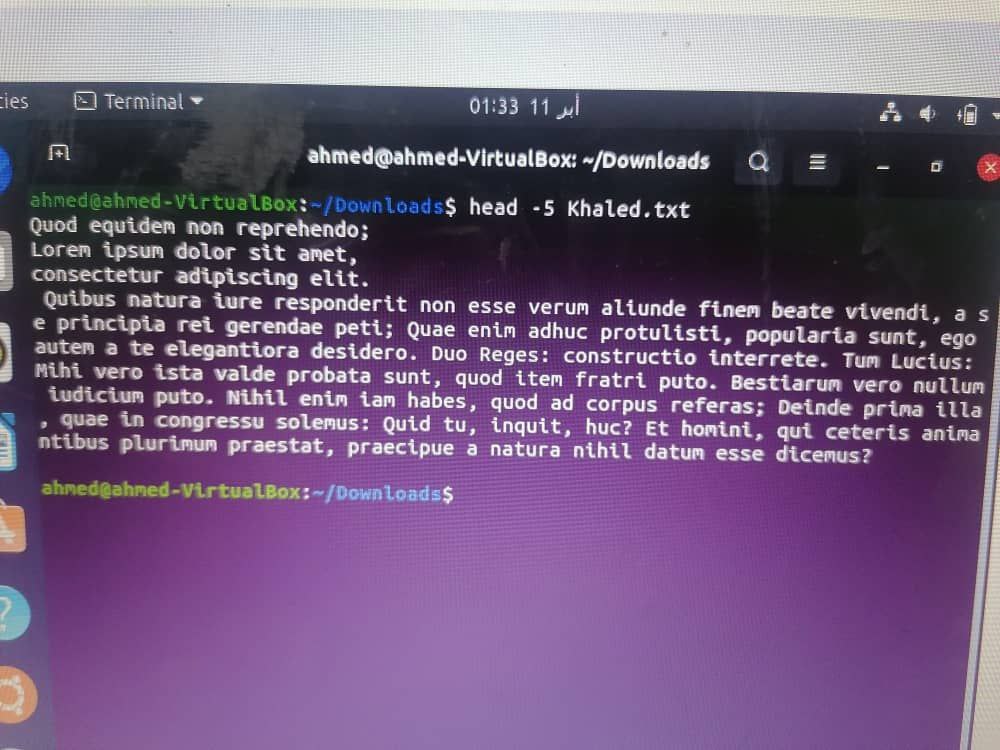 ties Terminal 01:33 11 أبر
ahmed@ahmed-VirtualBox: ~/Downloads
ahmed@ahmed-VirtualBox:~/Downloads$ head -5 Khaled.txt
Quod equidem non reprehendo;
Lorem ipsum dolor sit amet,
consectetur adipiscing elit.
 Quibus natura iure responderit non esse verum aliunde finem beate vivendi, a s
e principia rei gerendae peti; Quae enim adhuc protulisti, popularia sunt, ego
autem a te elegantiora desidero. Duo Reges: constructio interrete. Tum Lucius:
Mihi vero ista valde probata sunt, quod item fratri puto. Bestiarum vero nullum
 iudicium puto. Nihil enim iam habes, quod ad corpus referas; Deinde prima illa
, quae in congressu solemus: Quid tu, inquit, huc? Et homini, qui ceteris anima
ntibus plurimum praestat, praecipue a natura nihil datum esse dicemus?
ahmed@ahmed-VirtualBox:~/Downloads$